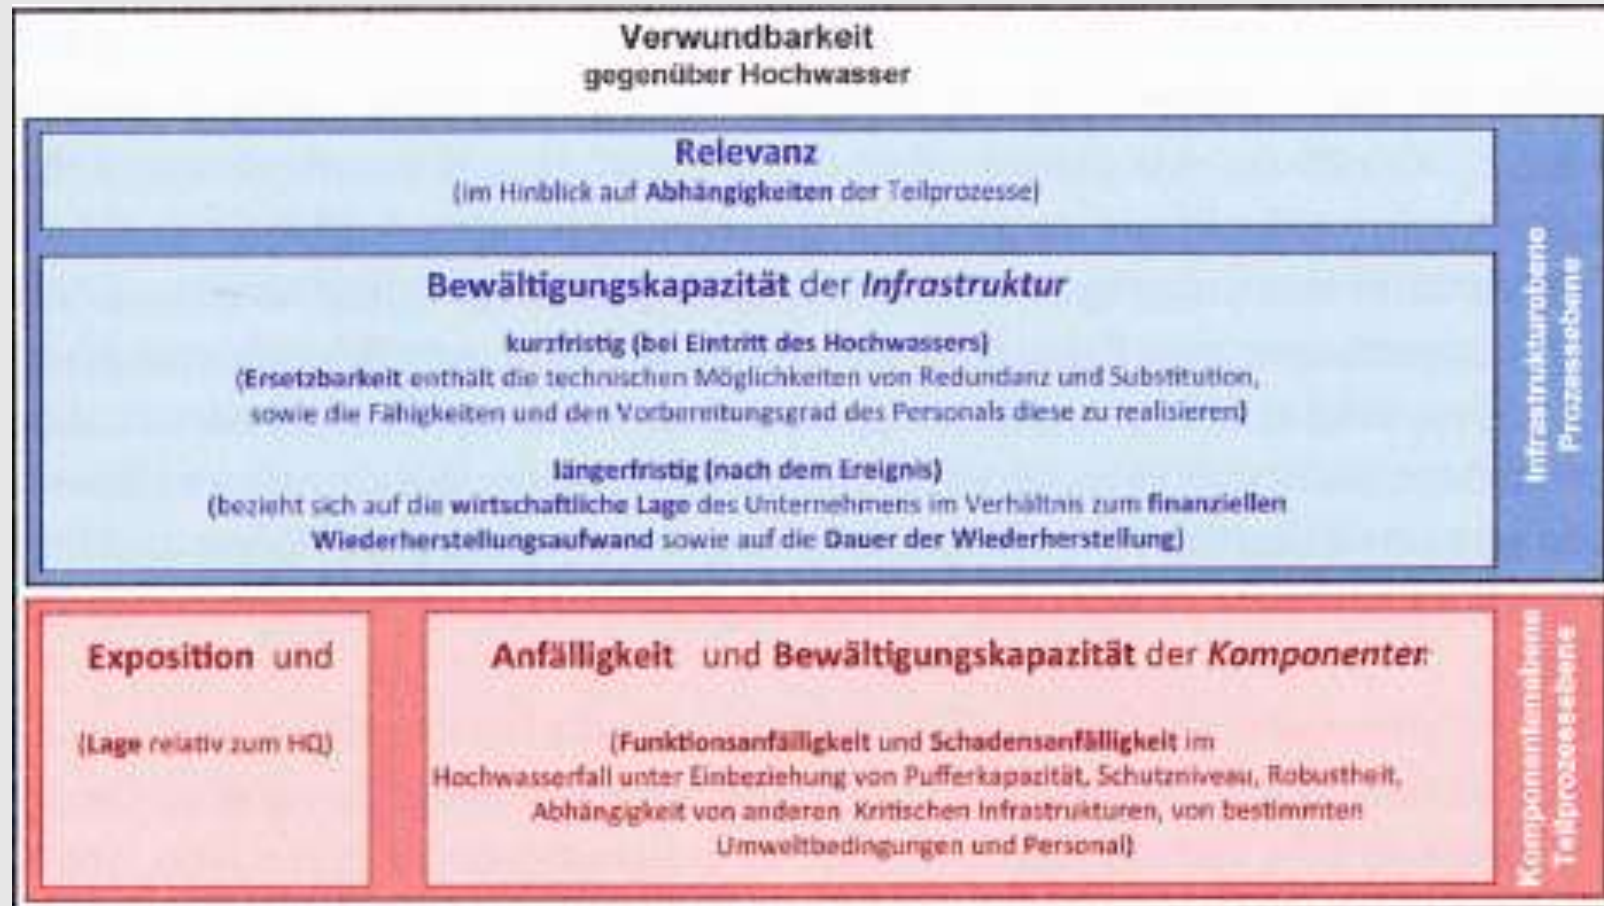 Verwundbarkeit
gegenüber Hochwasser
Relevanz
(im Hinblick auf Abhängigkeiten der Teilprozesse)
Bewältigungskapazität der Infrastruktur
kurzfristig (bei Eintritt des Hochwassers)
(Ersetzbarkeit enthält die technischen Möglichkeiten von Redundanz und Substitution,
sowie die Fähigkeiten und den Vorbereitungsgrad des Personals diese zu realisieren)
längerfristig (nach dem Ereignis)
(bezieht sich auf die wirtschaftliche Lage des Unternehmens im Verhältnis zum finanziellen
Wiederherstellungsaufwand sowie auf die Dauer der Wiederherstellung)
Infrastrukturebene
Prozessebene
Exposition und
(Lage relativ zum HQ)
Anfälligkeit und Bewältigungskapazität der Komponenten:
(Funktionsanfälligkeit und Schadensanfälligkeit im
Hochwasserfall unter Einbeziehung von Pufferkapazität, Schutzniveau, Robustheit,
Abhängigkeit von anderen Kritischen Infrastrukturen, von bestimmten
Umweltbedingungen und Personal)
Komponentenebene
Teilprozessebene